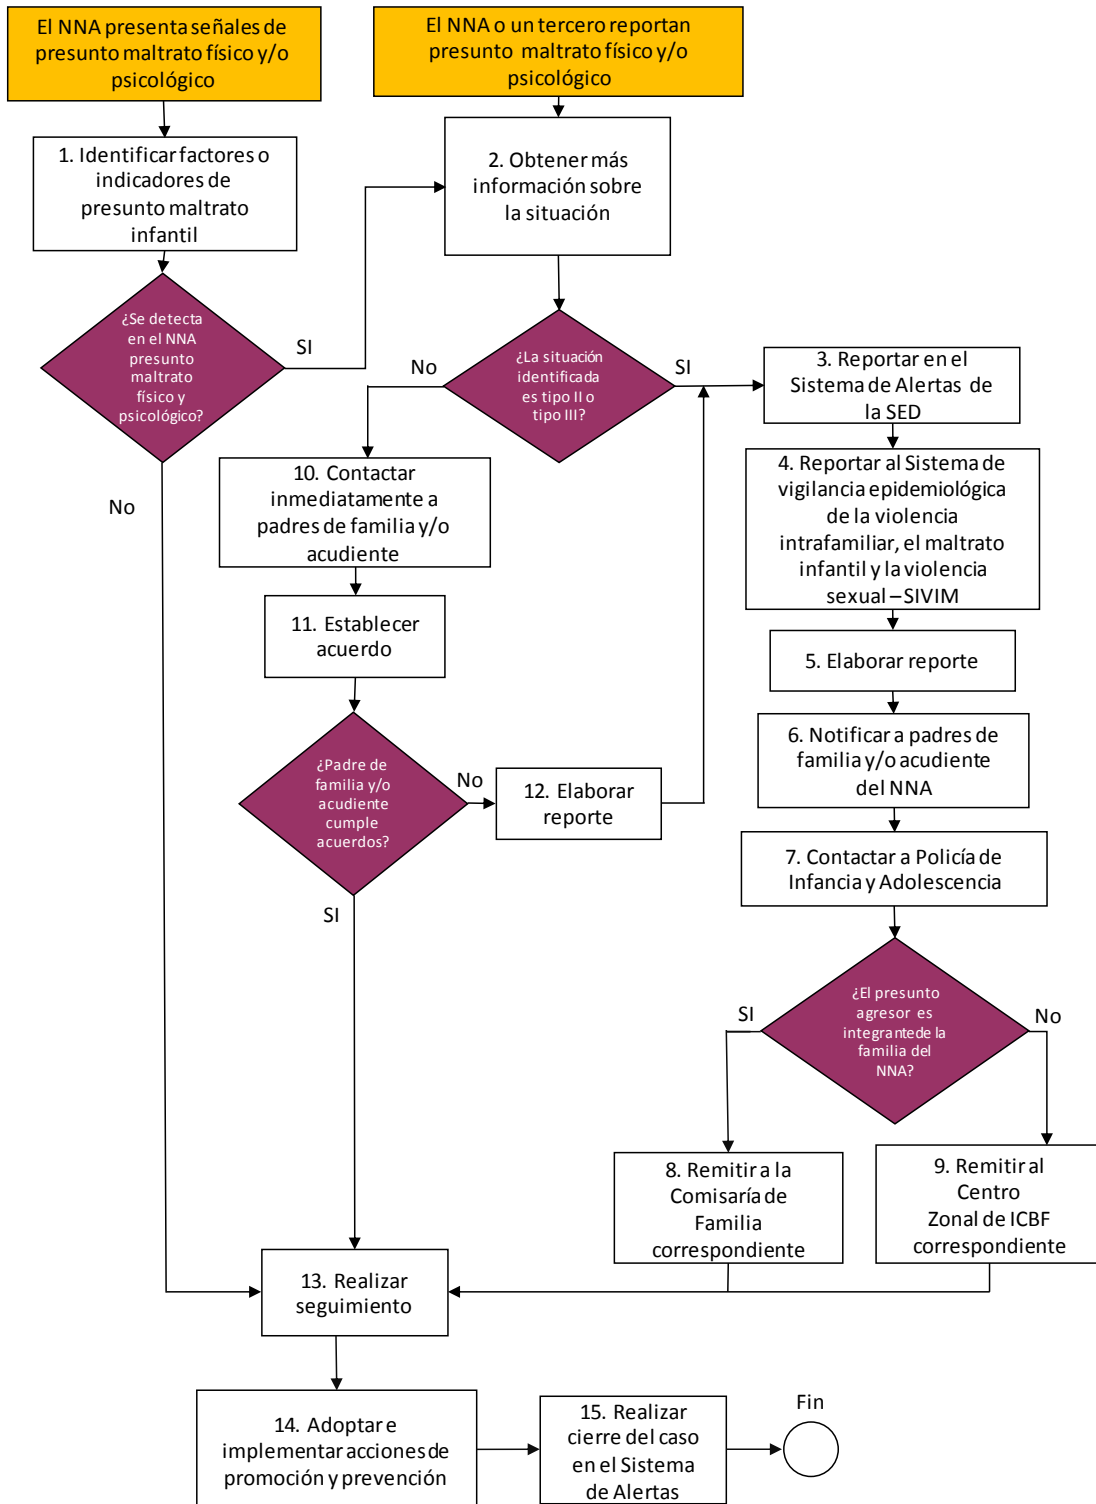 El NNA presenta señales de
presunto maltrato físico y/o
psicológico
El NNA o un tercero reportan
presunto maltrato físico y/o
psicológico
1. Identificar factores o
indicadores de
presunto maltrato
infantil
2. Obtener más
información sobre
la situación
¿Se detecta
en el NNA
presunto
maltrato
físico y
psicológico?
SI
No
¿La situación
identificada
es tipo II o
tipo III?
No
SI
3. Reportar en el
Sistema de Alertas de
la SED
4. Reportar al Sistema de
vigilancia epidemiológica
de la violencia
intrafamiliar, el maltrato
infantil y la violencia
sexual – SIVIM
5. Elaborar reporte
6. Notificar a padres de
familia y/o acudiente
del NNA
7. Contactar a Policía de
Infancia y Adolescencia
10. Contactar
inmediatamente a
padres de familia y/o
acudiente
11. Establecer
acuerdo
¿Padre de
familia y/o
acudiente
cumple
acuerdos?
No
12. Elaborar
reporte
SI
¿El presunto
agresor es
integrante de la
familia del
NNA?
SI
No
8. Remitir a la
Comisaría de
Familia
correspondiente
9. Remitir al
Centro
Zonal de ICBF
correspondiente
13. Realizar
seguimiento
14. Adoptar e
implementar acciones de
promoción y prevención
15. Realizar
cierre del caso
en el Sistema
de Alertas
Fin